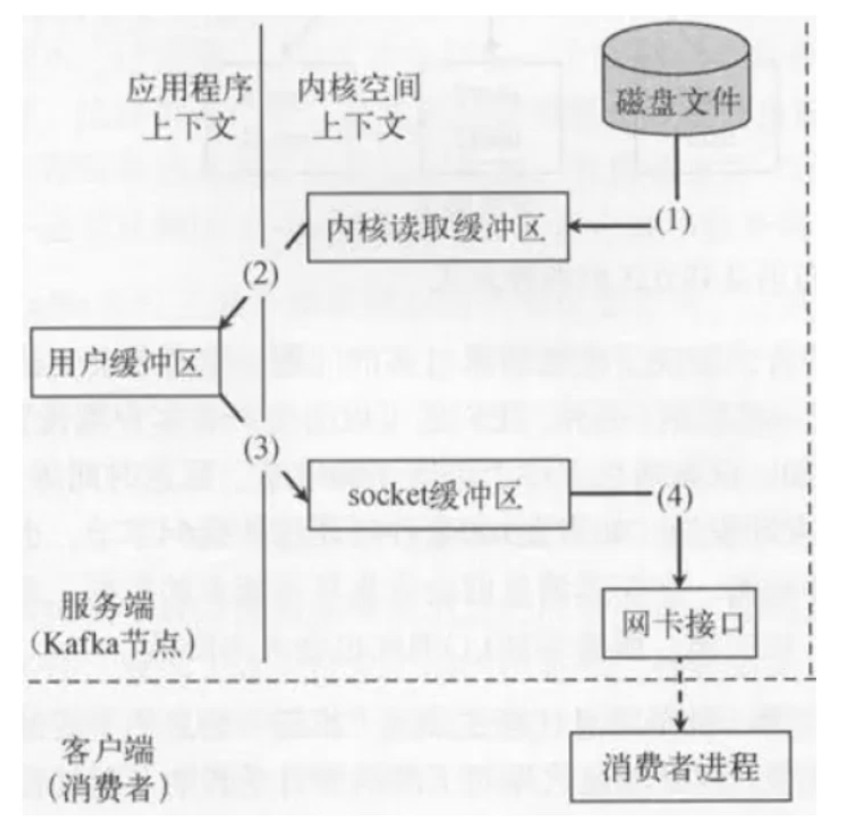 应用程序
上下文
内核空间
上下文
磁盘文件
(1)
内核读取缓冲区
(2)
用户缓冲区
(3)
socket缓冲区
(4)
服务端
(Kafka节点)
网卡接口
客户端
(消费者)
消费者进程